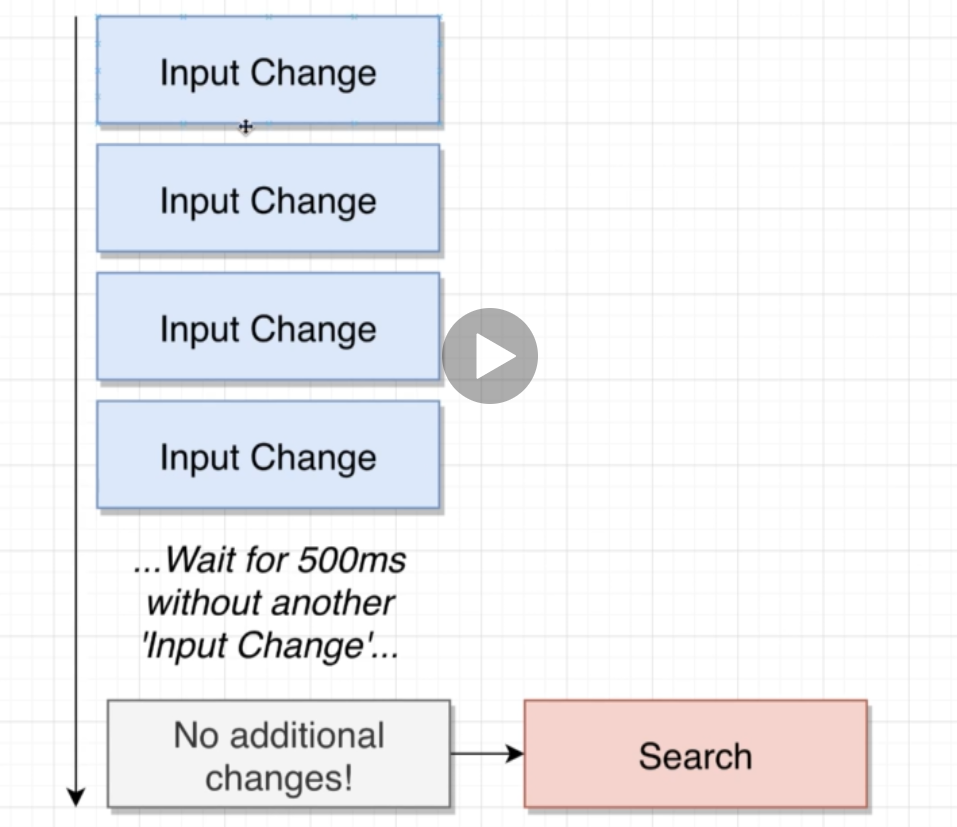 Input Change
Input Change
Input Change
Input Change
...Wait for 500ms
without another
'Input Change'...
No additional
changes!
Search